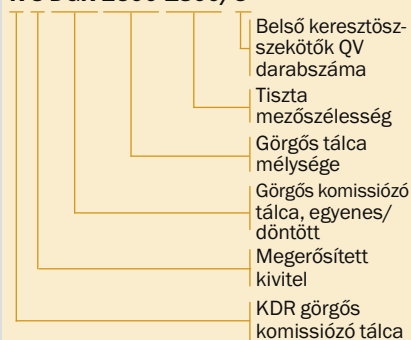 Belső keresztösz-
szekötők QV
darabszáma
Tiszta
mezőszélesség
Görgős tálca
mélysége
Görgős komissiózó
tálca, egyenes/
döntött
Megerősített
kivitel
KDR görgős
komissiózó tálca